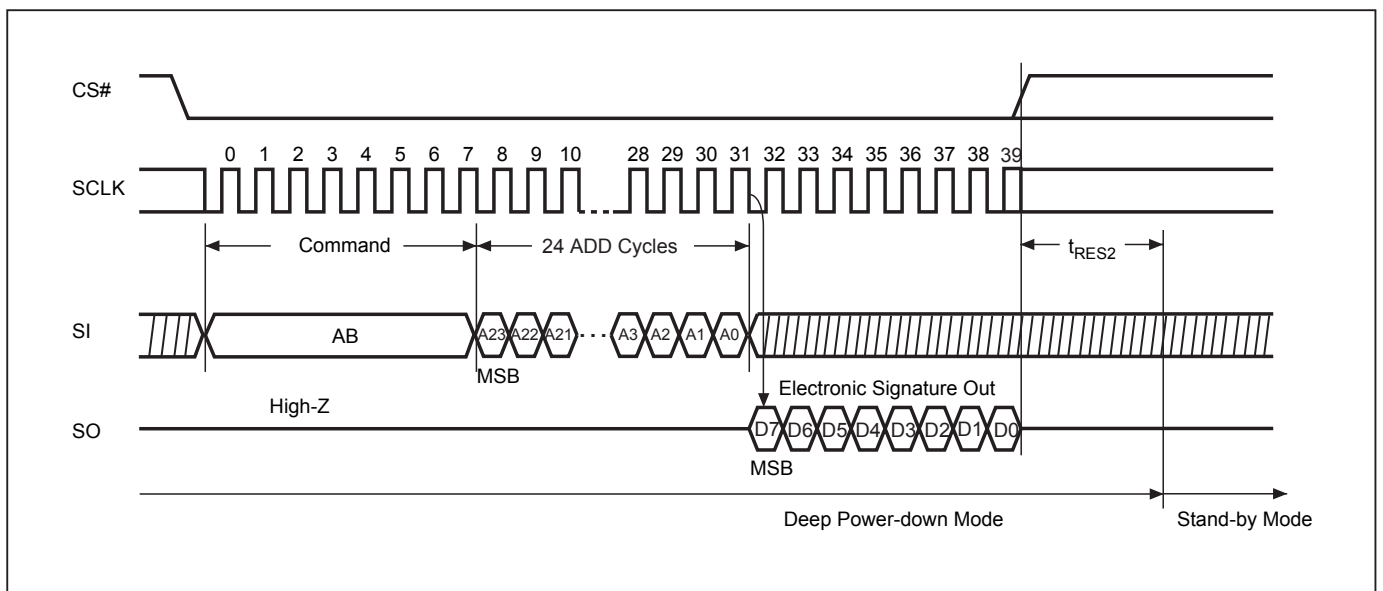 CS#
0 1 2 3 4 5 6 7 8 9 10 28 29 30 31 32 33 34 35 36 37 38 39
SCLK
Command 24 ADD Cycles tRES2
SI AB A23 A22 A21 A3 A2 A1 A0
MSB
High-Z Electronic Signature Out
SO D7 D6 D5 D4 D3 D2 D1 D0
MSB
Deep Power-down Mode Stand-by Mode